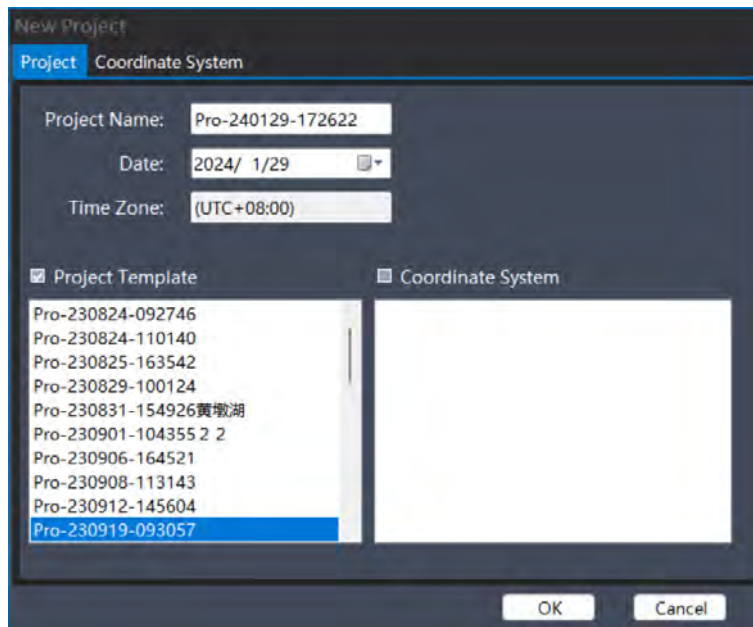 New Project
Project Coordinate System
Project Name: Pro-240129-172622
Date: 2024/ 1/29
Time Zone: (UTC+08:00)
Project Template Coordinate System
Pro-230824-092746
Pro-230824-110140
Pro-230825-163542
Pro-230829-100124
Pro-230831-154926黄墩湖
Pro-230901-104355２２
Pro-230906-164521
Pro-230908-113143
Pro-230912-145604
Pro-230919-093057
OK Cancel